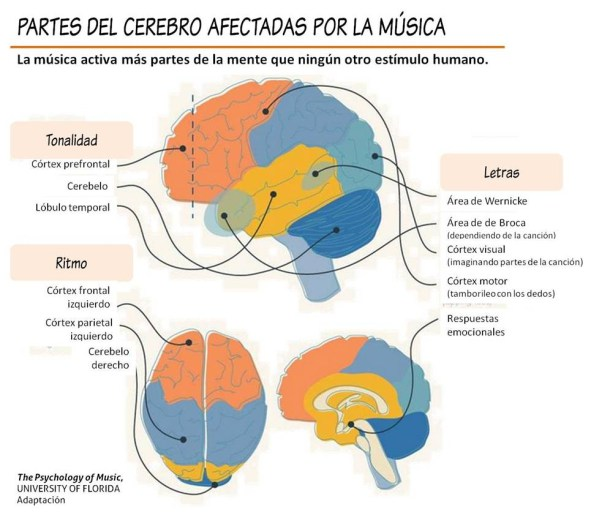 PARTES DEL CEREBRO AFECTADAS POR LA MÚSICA
La música activa más partes de la mente que ningún otro estímulo humano.
Tonalidad
Córtex prefrontal
Cerebelo
Lóbulo temporal
Letras
Área de Wernicke
Área de de Broca
(dependiendo de la canción)
Córtex visual
(imaginando partes de la canción)
Córtex motor
(tamborileo con los dedos)
Respuestas
emocionales
Ritmo
Córtex frontal
izquierdo
Córtex parietal
izquierdo
Cerebelo
derecho
The Psychology of Music,
UNIVERSITY OF FLORIDA
Adaptación